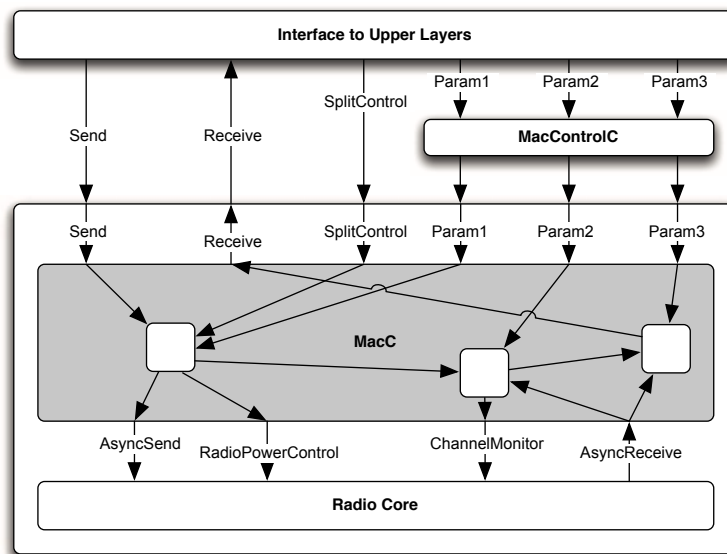 Interface to Upper Layers
Param1 Param2 Param3
SplitControl
Send Receive MacControlC
Send Receive SplitControl Param1 Param2 Param3
MacC
AsyncSend RadioPowerControl ChannelMonitor AsyncReceive
Radio Core